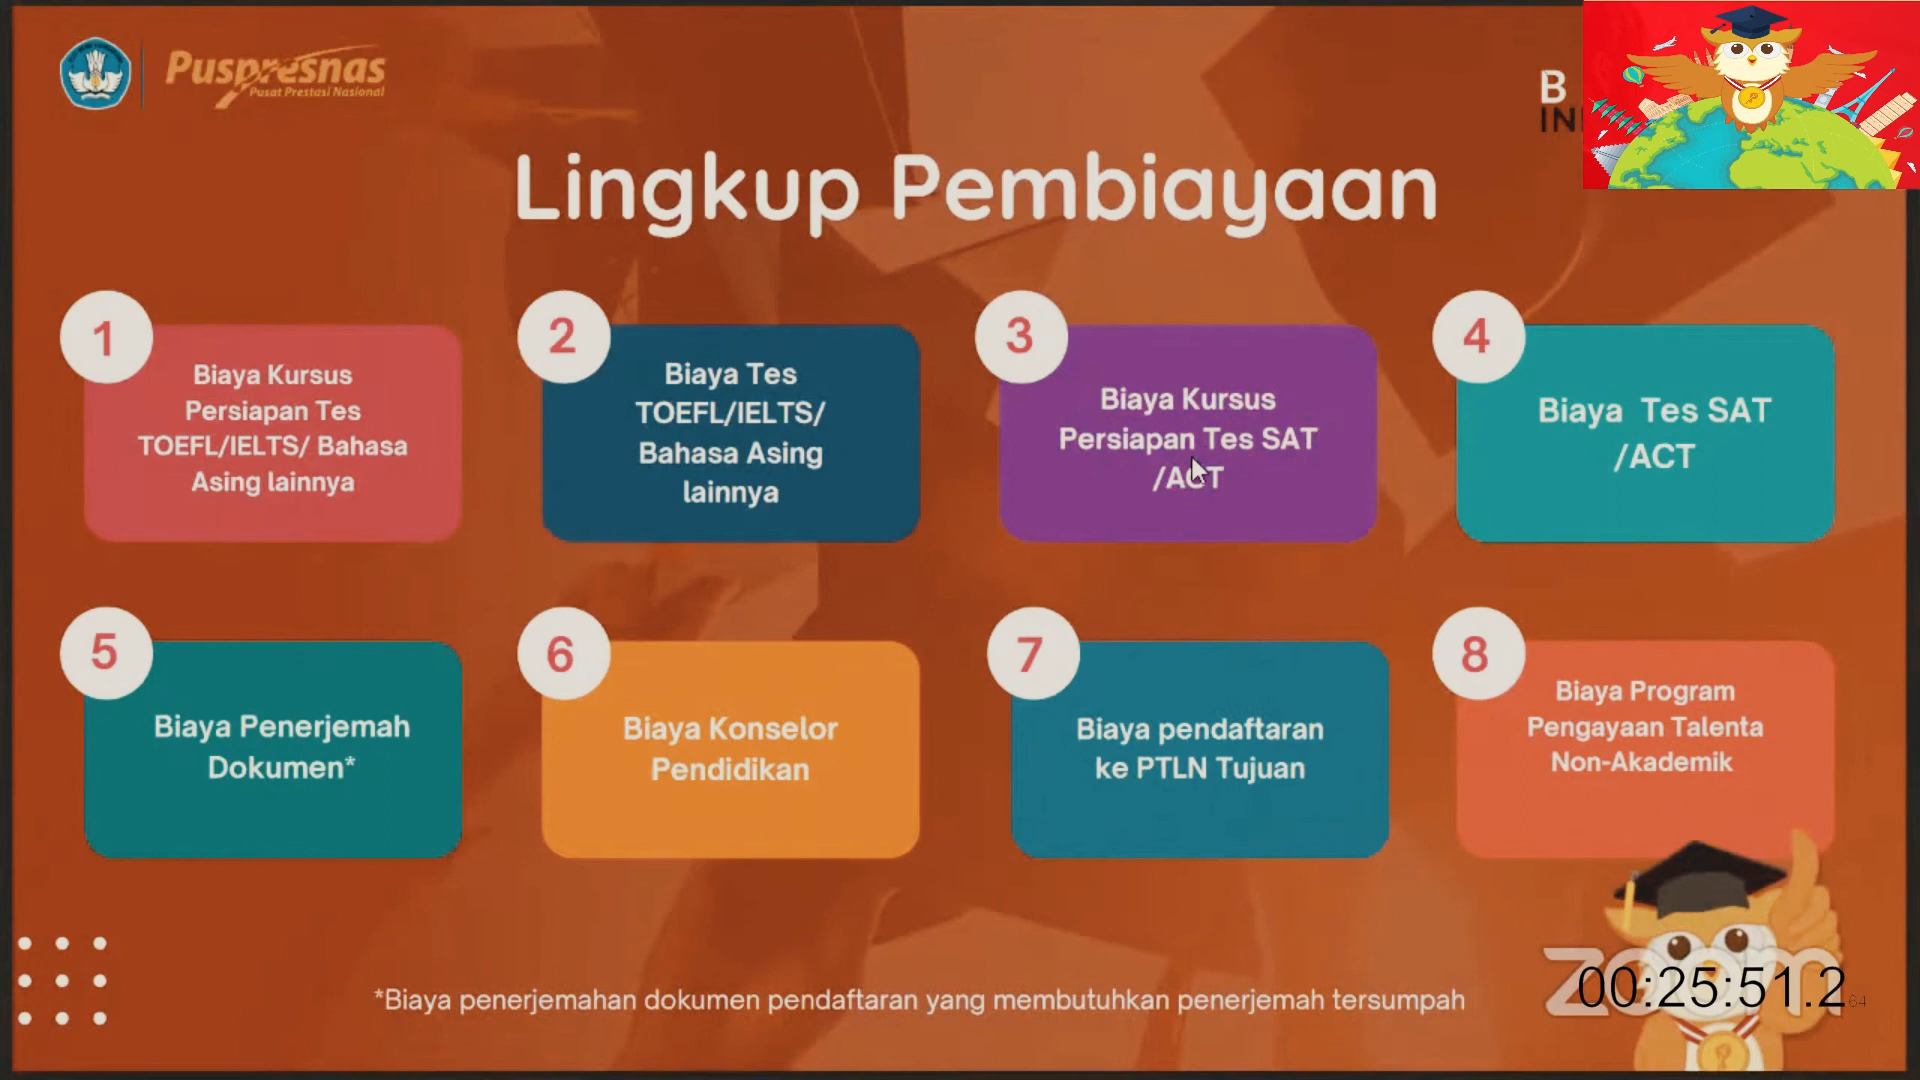 Puspresnas
Pusat Prestasi Nasional
B
IN
Lingkup Pembiayaan
1
Biaya Kursus
Persiapan Tes
TOEFL/IELTS/ Bahasa
Asing lainnya
2
Biaya Tes
TOEFL/IELTS/
Bahasa Asing
lainnya
3
Biaya Kursus
Persiapan Tes SAT
/ACT
4
Biaya Tes SAT
/ACT
5
Biaya Penerjemah
Dokumen*
6
Biaya Konselor
Pendidikan
7
Biaya pendaftaran
ke PTLN Tujuan
8
Biaya Program
Pengayaan Talenta
Non-Akademik
*Biaya penerjemahan dokumen pendaftaran yang membutuhkan penerjemah tersumpah
zoom
00:25:51.2
64